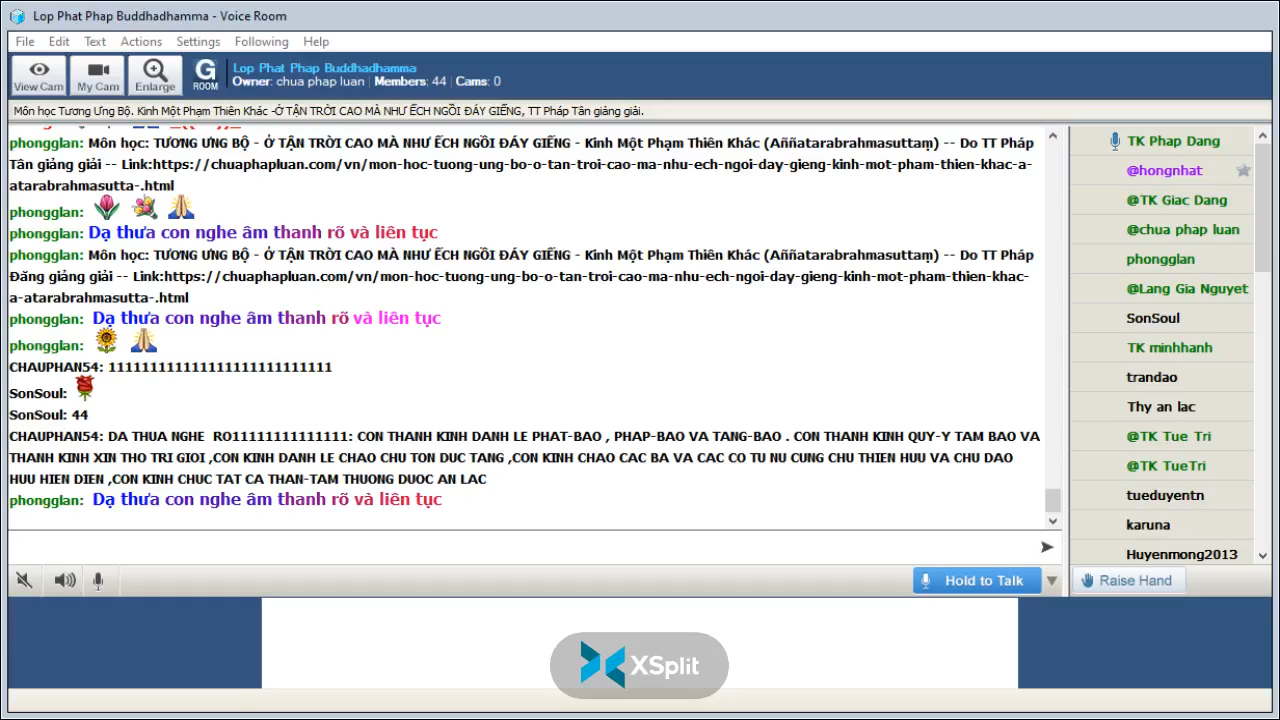 Lop Phat Phap Buddhadhamma - Voice Room
File Edit Text Actions Settings Following Help
View Cam My Cam Enlarge G ROOM
Lop Phat Phap Buddhadhamma
Owner: chua phap luan | Members: 44 | Cams: 0
Môn học Tương Ưng Bộ. Kinh Một Phạm Thiên Khác -Ở TẬN TRỜI CAO MÀ NHƯ ẾCH NGỒI ĐÁY GIẾNG, TT Pháp Tân giảng giải.
phongglan: Môn học: TƯƠNG ƯNG BỘ - Ở TẬN TRỜI CAO MÀ NHƯ ẾCH NGỒI ĐÁY GIẾNG - Kinh Một Phạm Thiên Khác (Aññatarabrahmasuttaṃ) -- Do TT Pháp
Tân giảng giải -- Link:https://chuaphapluan.com/vn/mon-hoc-tuong-ung-bo-o-tan-troi-cao-ma-nhu-ech-ngoi-day-gieng-kinh-mot-pham-thien-khac-a-
atarabrahmasutta-.html
phongglan:
phongglan: Dạ thưa con nghe âm thanh rõ và liên tục
phongglan: Môn học: TƯƠNG ƯNG BỘ - Ở TẬN TRỜI CAO MÀ NHƯ ẾCH NGỒI ĐÁY GIẾNG - Kinh Một Phạm Thiên Khác (Aññatarabrahmasuttaṃ) -- Do TT Pháp
Đăng giảng giải -- Link:https://chuaphapluan.com/vn/mon-hoc-tuong-ung-bo-o-tan-troi-cao-ma-nhu-ech-ngoi-day-gieng-kinh-mot-pham-thien-khac-
a-atarabrahmasutta-.html
phongglan: Dạ thưa con nghe âm thanh rõ và liên tục
phongglan:
CHAUPHAN54: 11111111111111111111111111
SonSoul:
SonSoul: 44
CHAUPHAN54: DA THUA NGHE RO11111111111111: CON THANH KINH DANH LE PHAT-BAO , PHAP-BAO VA TANG-BAO . CON THANH KINH QUY-Y TAM BAO VA
THANH KINH XIN THO TRI GIOI ,CON KINH DANH LE CHAO CHU TON DUC TANG ,CON KINH CHAO CAC BA VA CAC CO TU NU CUNG CHU THIEN HUU VA CHU DAO
HUU HIEN DIEN ,CON KINH CHUC TAT CA THAN-TAM THUONG DUOC AN LAC
phongglan: Dạ thưa con nghe âm thanh rõ và liên tục
TK Phap Dang
@hongnhat
@TK Giac Dang
@chua phap luan
phongglan
@Lang Gia Nguyet
SonSoul
TK minhhanh
trandao
Thy an lac
@TK Tue Tri
@TK TueTri
tueduyentn
karuna
Huyenmong2013
Hold to Talk
Raise Hand
XSplit